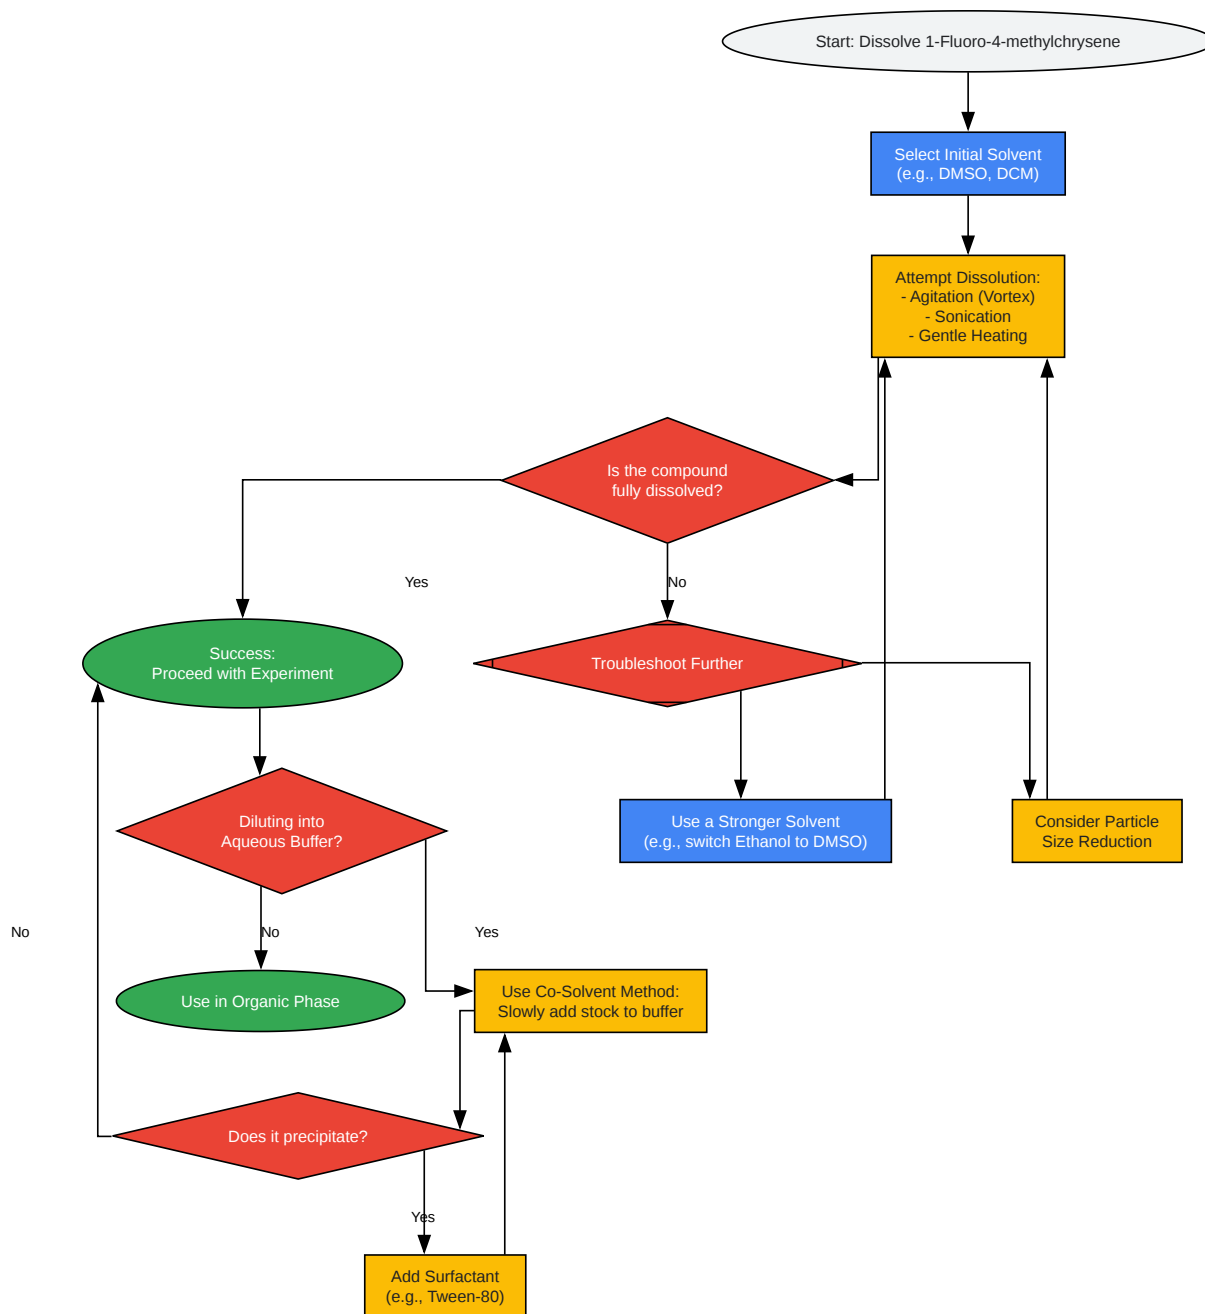 Start: Dissolve 1-Fluoro-4-methylchrysene
Select Initial Solvent
(e.g., DMSO, DCM)
Attempt Dissolution:
- Agitation (Vortex)
- Sonication
- Gentle Heating
Is the compound
fully dissolved?
Yes
No
Success:
Proceed with Experiment
Troubleshoot Further
Diluting into
Aqueous Buffer?
Use a Stronger Solvent
(e.g., switch Ethanol to DMSO)
Consider Particle
Size Reduction
No
No
Yes
Use in Organic Phase
Use Co-Solvent Method:
Slowly add stock to buffer
Does it precipitate?
Yes
Add Surfactant
(e.g., Tween-80)